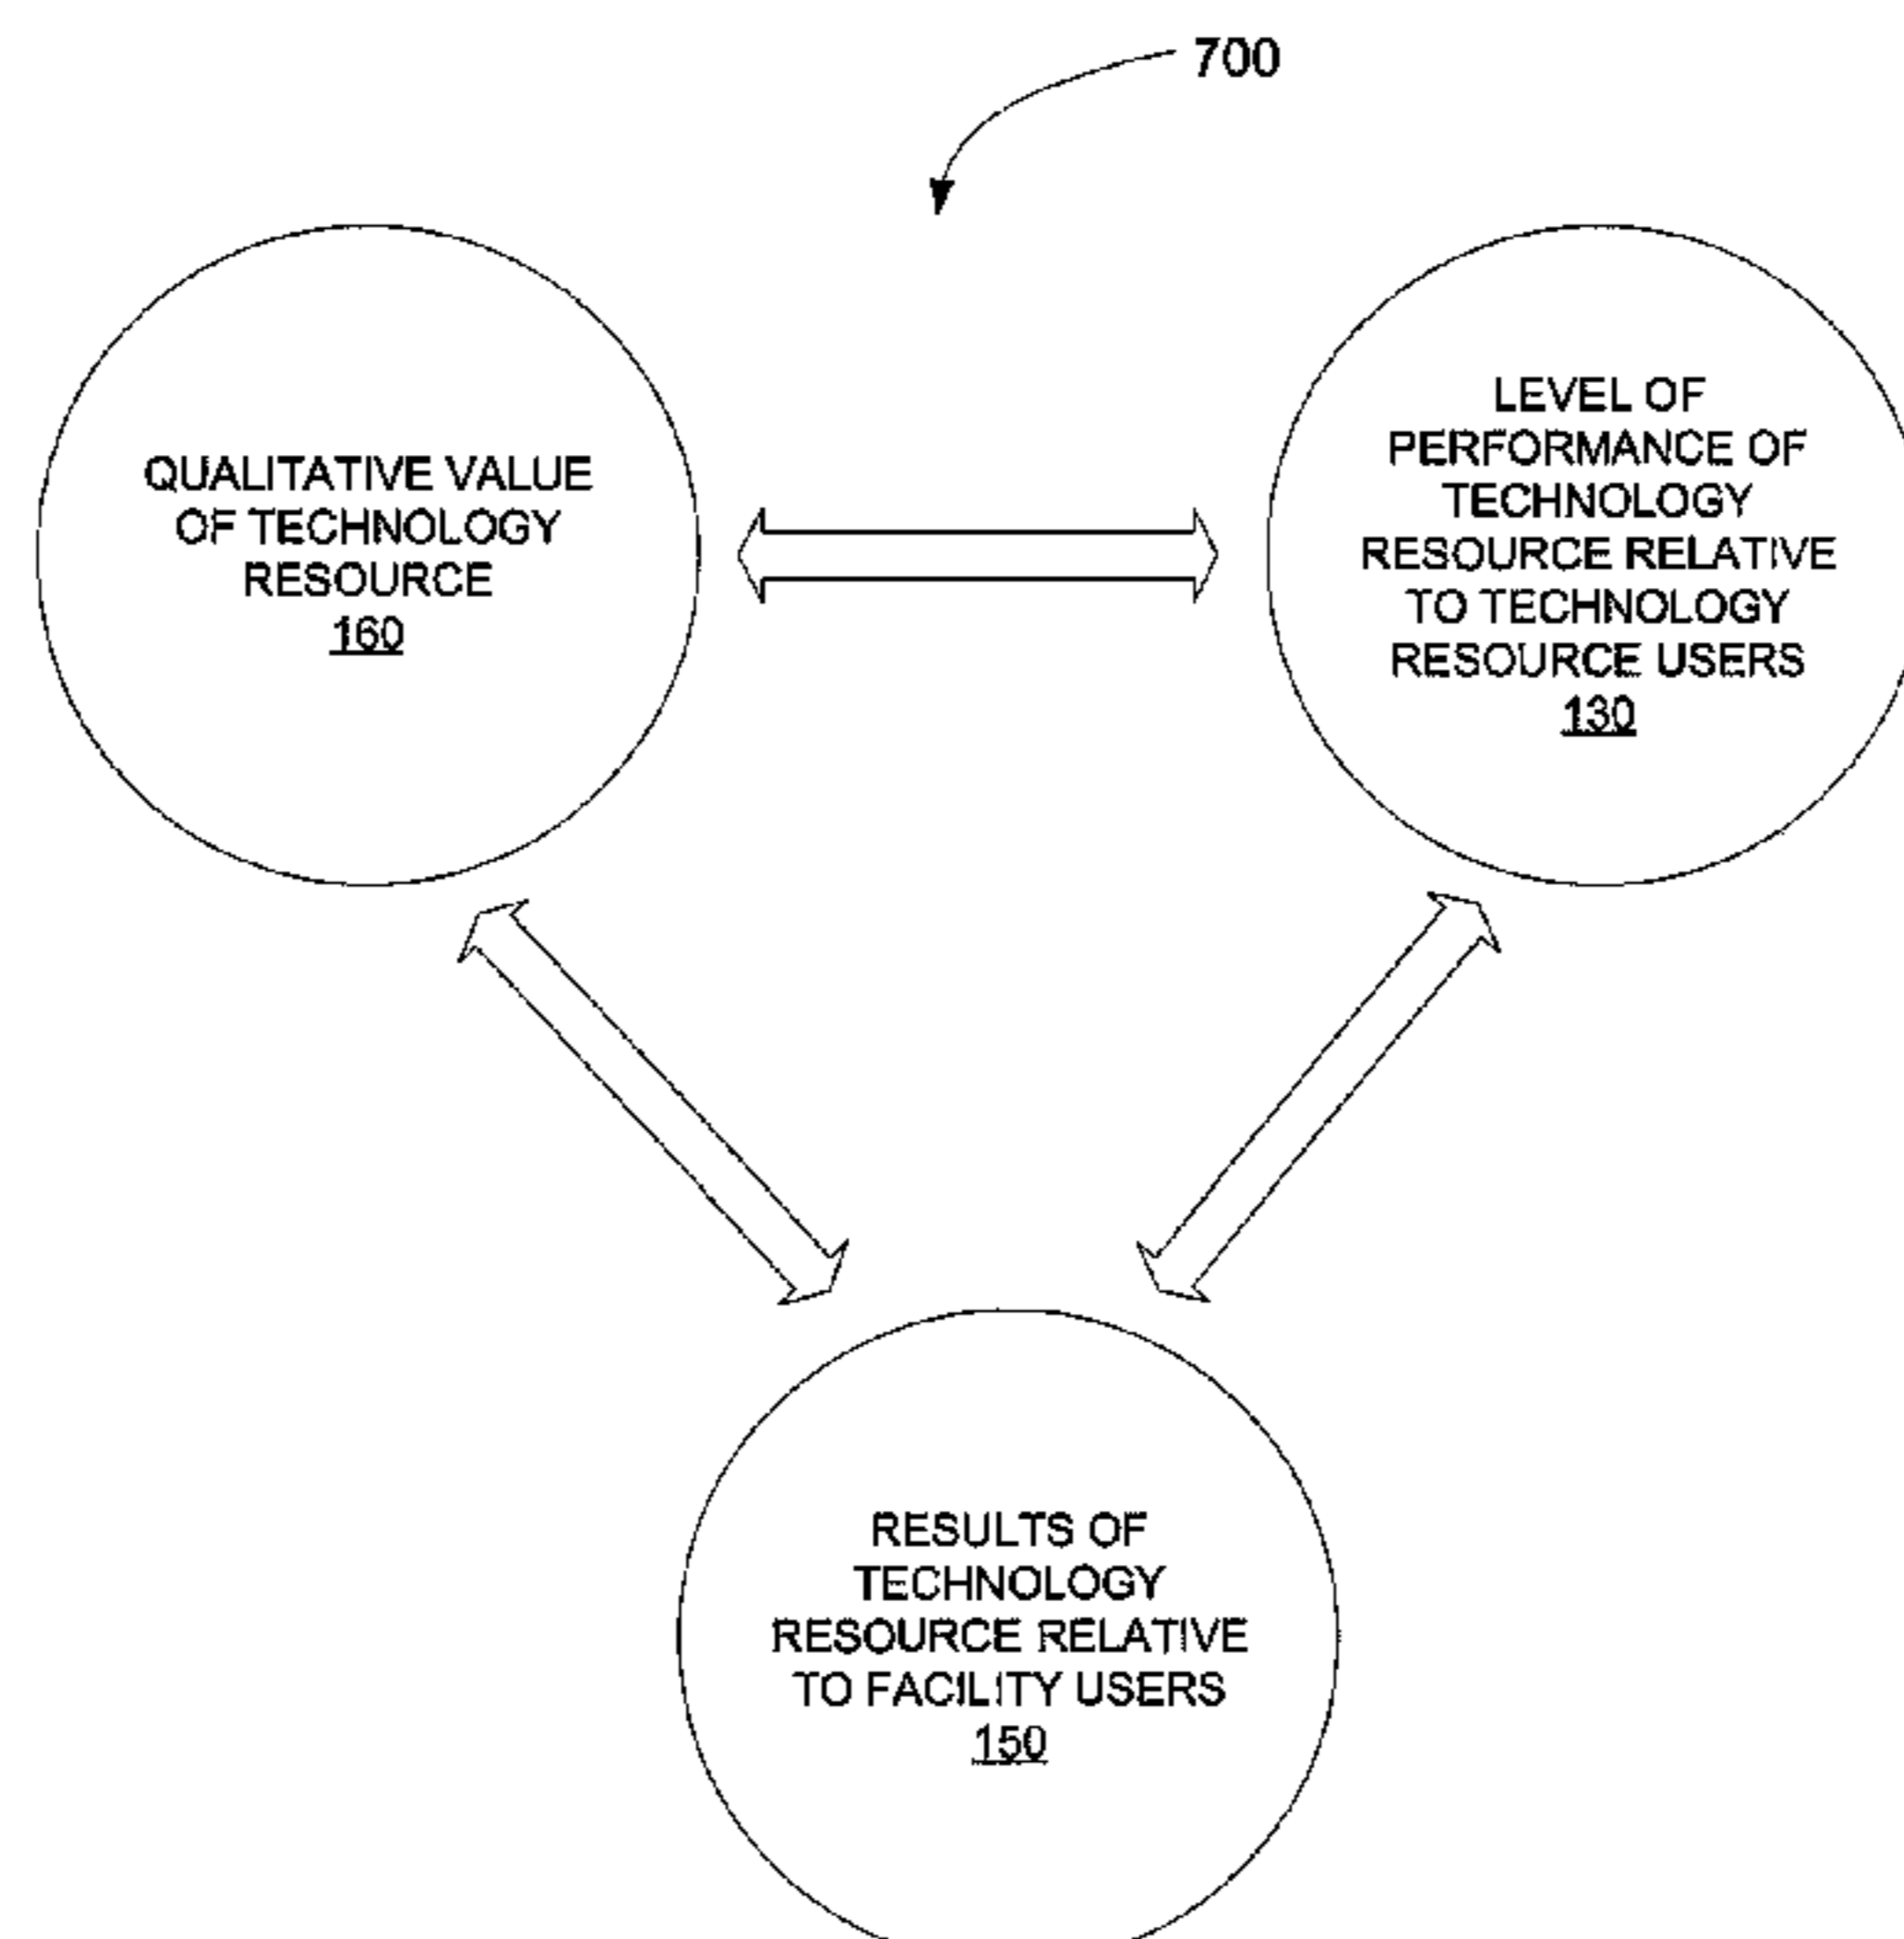 700
QUALITATIVE VALUE
OF TECHNOLOGY
RESOURCE
160
LEVEL OF
PERFORMANCE OF
TECHNOLOGY
RESOURCE RELATIVE
TO TECHNOLOGY
RESOURCE USERS
130
RESULTS OF
TECHNOLOGY
RESOURCE RELATIVE
TO FACILITY USERS
150